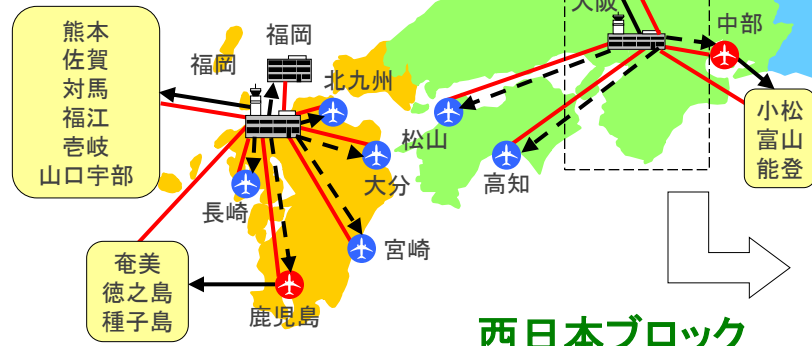 大阪
熊本
佐賀
対馬
福江
壱岐
山口宇部
福岡
福岡
北九州
中部
松山
高知
小松
富山
能登
大分
長崎
宮崎
奄美
徳之島
種子島
鹿児島
西日本ブロック